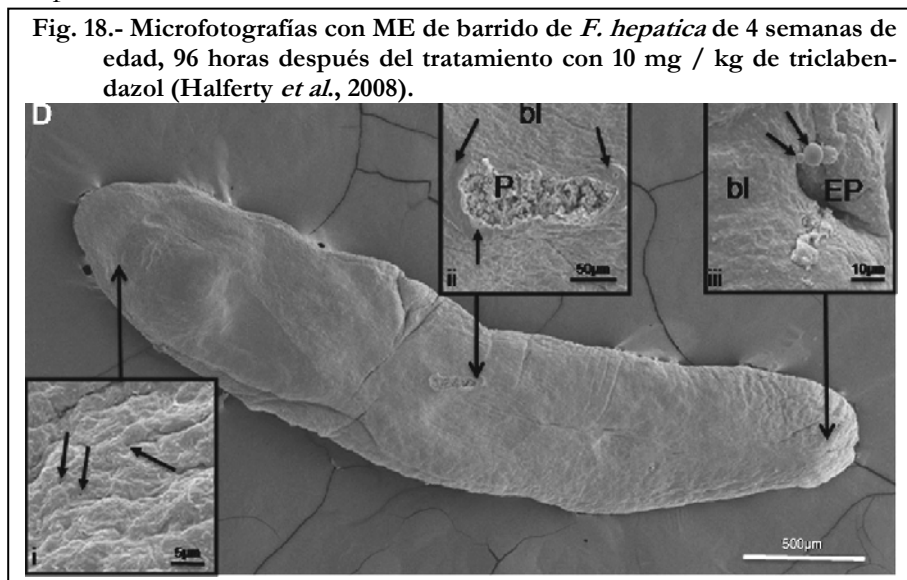 Fig. 18.- Microfotografías con ME de barrido de F. hepatica de 4 semanas de
edad, 96 horas después del tratamiento con 10 mg / kg de triclaben-
dazol (Halferty et al., 2008).
D
bl
P
ii
50µm
bl
EP
iii
10µm
i
5µm
500µm